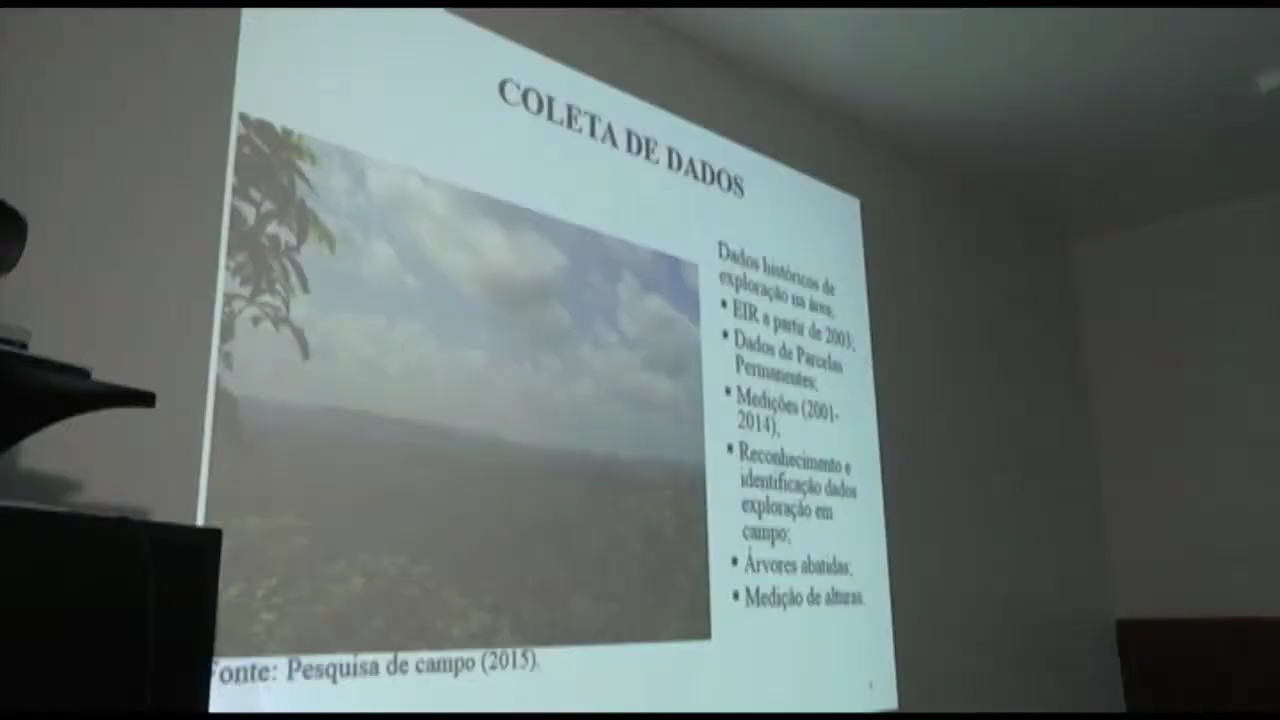 COLETA DE DADOS
Dados históricos de
exploração na área.
• EIR a partir de 2003;
• Dados de Parcelas
Permanentes;
• Medições (2001-
2014),
• Reconhecimento e
identificação dados
exploração em
campo;
• Árvores abatidas;
• Medição de alturas.
Fonte: Pesquisa de campo (2015).